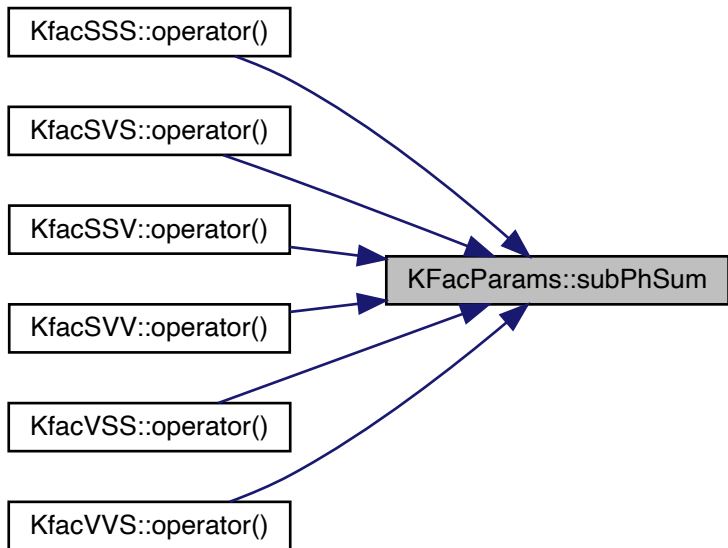 KfacSSS::operator()
KfacSVS::operator()
KfacSSV::operator()
KFacParams::subPhSum
KfacSVV::operator()
KfacVSS::operator()
KfacVVS::operator()